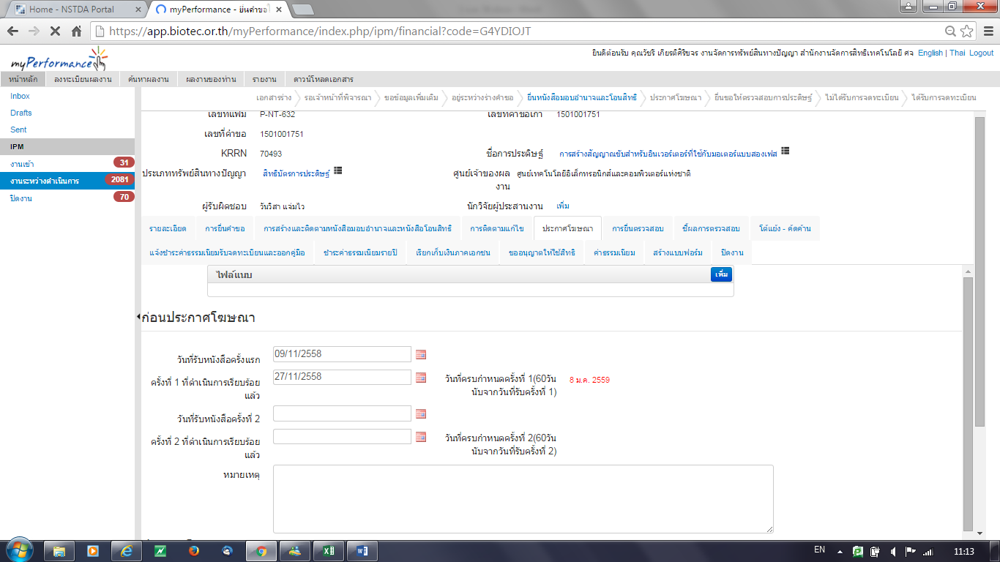 Home - NSTDA Portal
myPerformance - ยื่นคำขอใ
https://app.biotec.or.th/myPerformance/index.php/ipm/financial?code=G4YDIOJT
myPerformance
ยินดีต้อนรับ คุณวัชรี เกียรติ์ศิริขจร งานจัดการทรัพย์สินทางปัญญา สำนักงานจัดการสิทธิเทคโนโลยี ศจ English | Thai Logout
หน้าหลัก ลงทะเบียนผลงาน ค้นหาผลงาน ผลงานของท่าน รายงาน ดาวน์โหลดเอกสาร
Inbox
Drafts
Sent
IPM
งานเข้า 31
งานระหว่างดำเนินการ 2081
ปิดงาน 70
เอกสารร่าง รอเจ้าหน้าที่พิจารณา ขอข้อมูลเพิ่มเติม อยู่ระหว่างร่างคำขอ ยื่นหนังสือมอบอำนาจและโอนสิทธิ ประกาศโฆษณา ยื่นขอให้ตรวจสอบการประดิษฐ์ ไม่ได้รับการจดทะเบียน ได้รับการจดทะเบียน
เลขที่แฟ้ม P-NT-632 เลขที่คำขอเก่า 1501001751
เลขที่คำขอ 1501001751
KRRN 70493 ชื่อการประดิษฐ์ การสร้างสัญญาณขับสำหรับอินเวอร์เตอร์ที่ใช้กับมอเตอร์แบบสองเฟส
ประเภททรัพย์สินทางปัญญา สิทธิบัตรการประดิษฐ์ ศูนย์เจ้าของผล ศูนย์เทคโนโลยีอิเล็กทรอนิกส์และคอมพิวเตอร์แห่งชาติ
งาน
ผู้รับผิดชอบ วันวิสา แจ่มไว นักวิจัยผู้ประสานงาน เพิ่ม
รายละเอียด การยื่นคำขอ การสร้างและติดตามหนังสือมอบอำนาจและหนังสือโอนสิทธิ การติดตามแก้ไข ประกาศโฆษณา การยื่นตรวจสอบ ชี้ผลการตรวจสอบ โต้แย้ง - คัดค้าน
แจ้งชำระค่าธรรมเนียมรับจดทะเบียนและออกคู่มือ ชำระค่าธรรมเนียมรายปี เรียกเก็บเงินภาคเอกชน ขออนุญาตให้ใช้สิทธิ ค่าธรรมเนียม สร้างแบบฟอร์ม ปิดงาน
ไฟล์แนบ เพิ่ม
ก่อนประกาศโฆษณา
วันที่รับหนังสือครั้งแรก 09/11/2558
ครั้งที่ 1 ที่ดำเนินการเรียบร้อย 27/11/2558 วันที่ครบกำหนดครั้งที่ 1(60วัน 8 ม.ค. 2559
แล้ว นับจากวันที่รับครั้งที่ 1)
วันที่รับหนังสือครั้งที่ 2
ครั้งที่ 2 ที่ดำเนินการเรียบร้อย วันที่ครบกำหนดครั้งที่ 2(60วัน
แล้ว นับจากวันที่รับครั้งที่ 2)
หมายเหตุ
EN 11:13